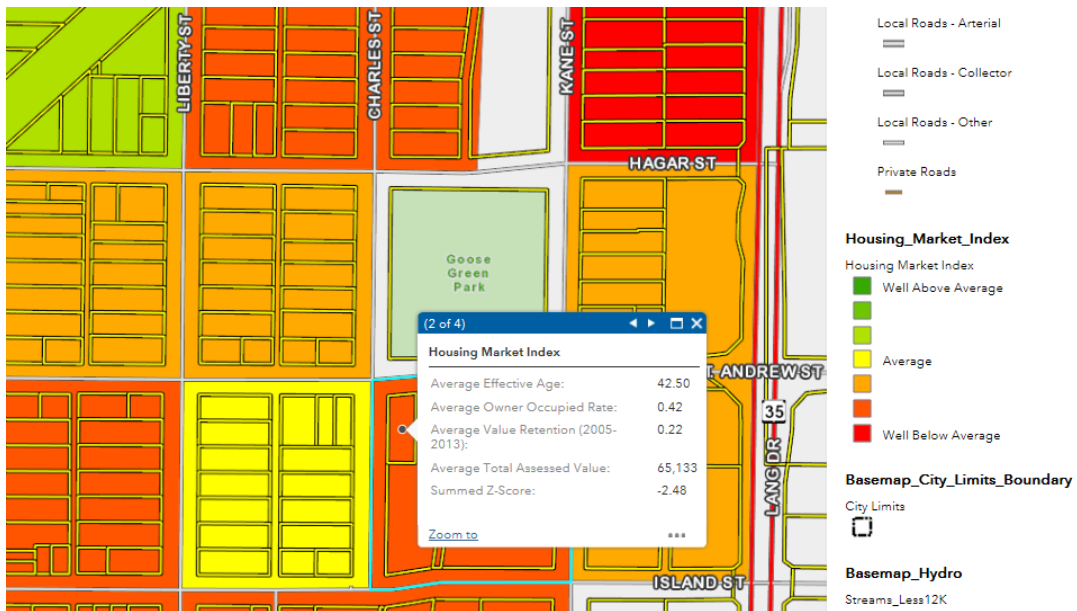 LIBERTY ST
CHARLES ST
KANE ST
HAGAR ST
Goose
Green
Park
(2 of 4)
Housing Market Index
Average Effective Age: 42.50
Average Owner Occupied Rate: 0.42
Average Value Retention (2005-
2013): 0.22
Average Total Assessed Value: 65,133
Summed Z-Score: -2.48
Zoom to
T. ANDREW ST
35
LANG DR
ISLAND ST
Local Roads - Arterial
Local Roads - Collector
Local Roads - Other
Private Roads
Housing_Market_Index
Housing Market Index
Well Above Average
Average
Well Below Average
Basemap_City_Limits_Boundary
City Limits
Basemap_Hydro
Streams_Less12K